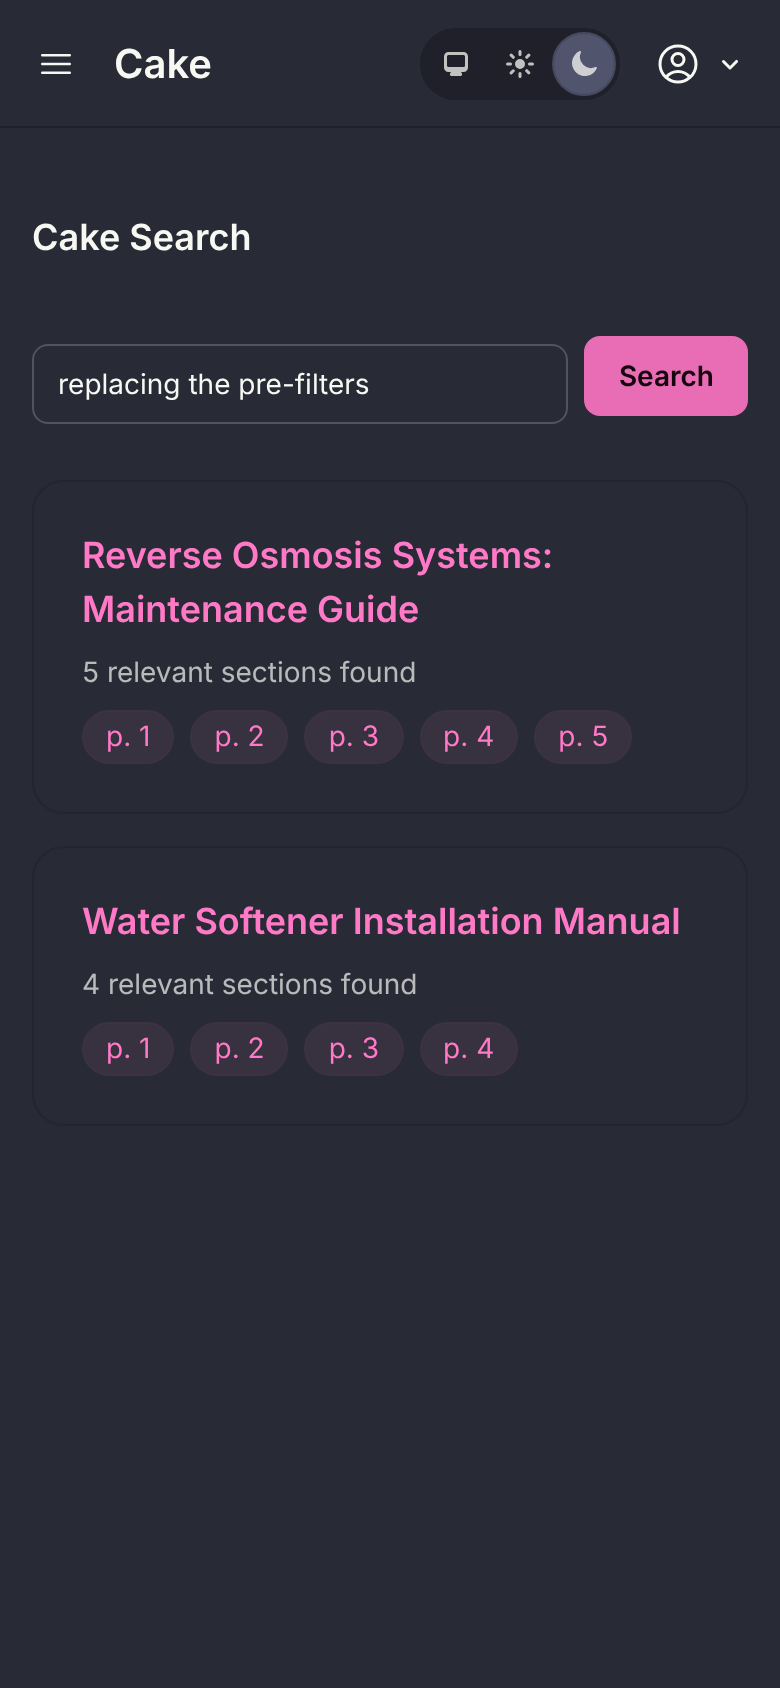 Cake
Cake Search
replacing the pre-filters
Search
Reverse Osmosis Systems:
Maintenance Guide
5 relevant sections found
p. 1 p. 2 p. 3 p. 4 p. 5
Water Softener Installation Manual
4 relevant sections found
p. 1 p. 2 p. 3 p. 4